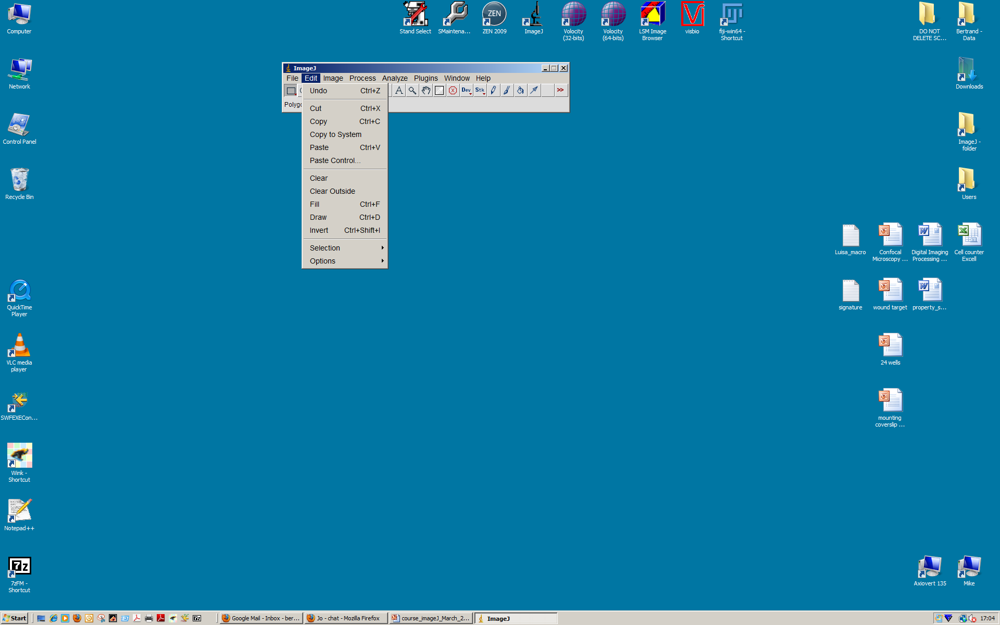 Computer
Stand Select
SMaintena...
ZEN
ZEN 2009
ImageJ
Volocity
(32-bits)
Volocity
(64-bits)
LSM Image
Browser
visbio
fiji-win64 -
Shortcut
DO NOT
DELETE SC...
Bertrand -
Data
Network
Control Panel
Recycle Bin
QuickTime
Player
VLC media
player
SWFEXECon...
Wink -
Shortcut
Notepad++
7z
7zFM -
Shortcut
ImageJ
File Edit Image Process Analyze Plugins Window Help
A Dev Stk >>
Polygo
Undo Ctrl+Z
Cut Ctrl+X
Copy Ctrl+C
Copy to System
Paste Ctrl+V
Paste Control...
Clear
Clear Outside
Fill Ctrl+F
Draw Ctrl+D
Invert Ctrl+Shift+I
Selection
Options
Downloads
ImageJ -
folder
Users
Luisa_macro
Confocal
Microscopy ...
Digital Imaging
Processing ...
Cell counter
Excell
signature
wound target
property_s...
24 wells
mounting
coverslip ...
Axiovert 135
Mike
Start
7z
Google Mail - Inbox - ber...
Jo - chat - Mozilla Firefox
course_imageJ_March_2...
ImageJ
17:04